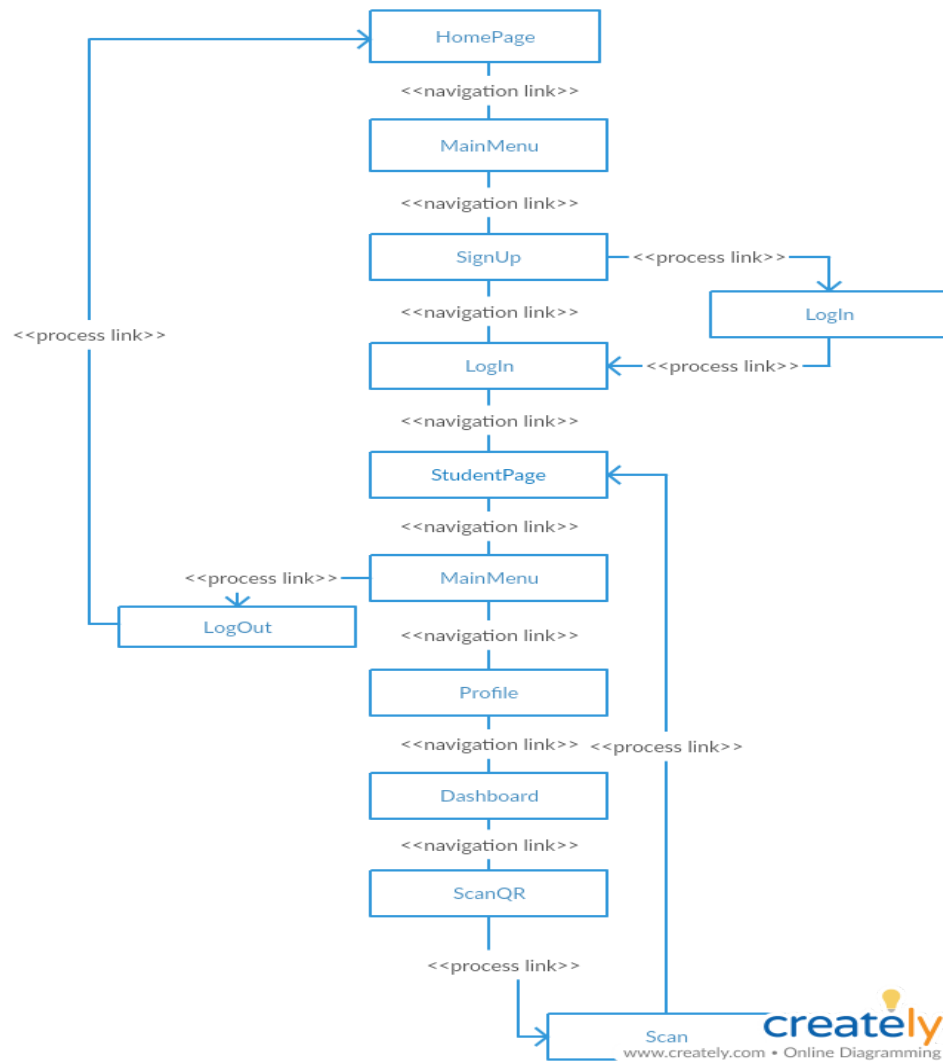 HomePage
<<navigation link>>
MainMenu
<<navigation link>>
SignUp
<<process link>>
<<navigation link>>
LogIn
<<process link>>
LogIn
<<process link>>
<<navigation link>>
StudentPage
<<navigation link>>
MainMenu
<<process link>>
LogOut
<<navigation link>>
Profile
<<navigation link>>
<<process link>>
Dashboard
<<navigation link>>
ScanQR
<<process link>>
Scan
creately
www.creately.com • Online Diagramming